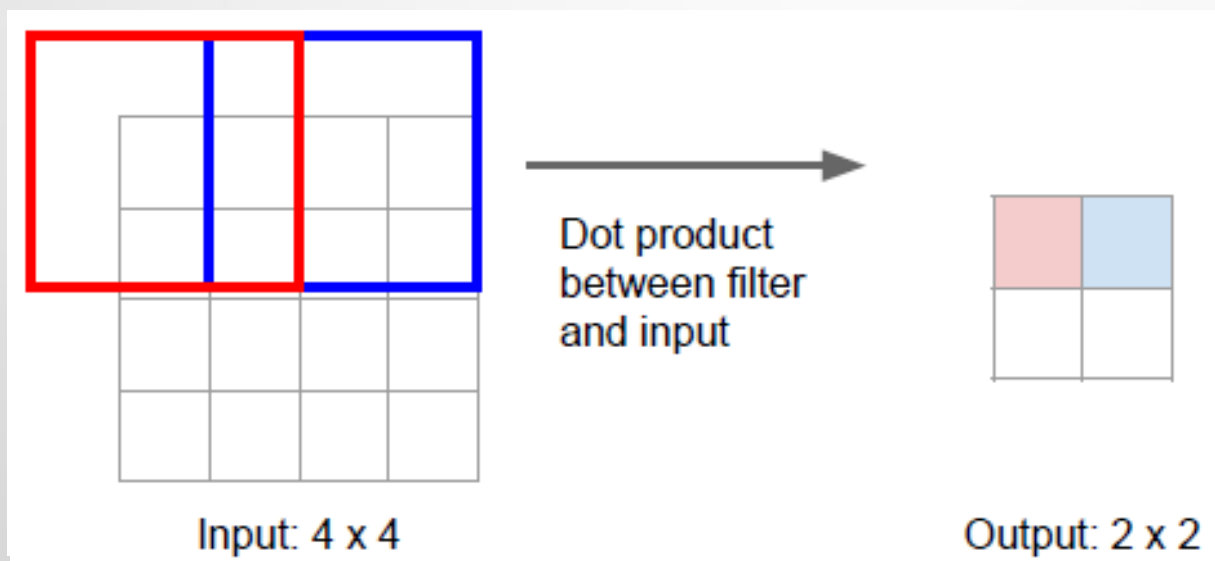 Dot product
between filter
and input
Input: 4 x 4
Output: 2 x 2